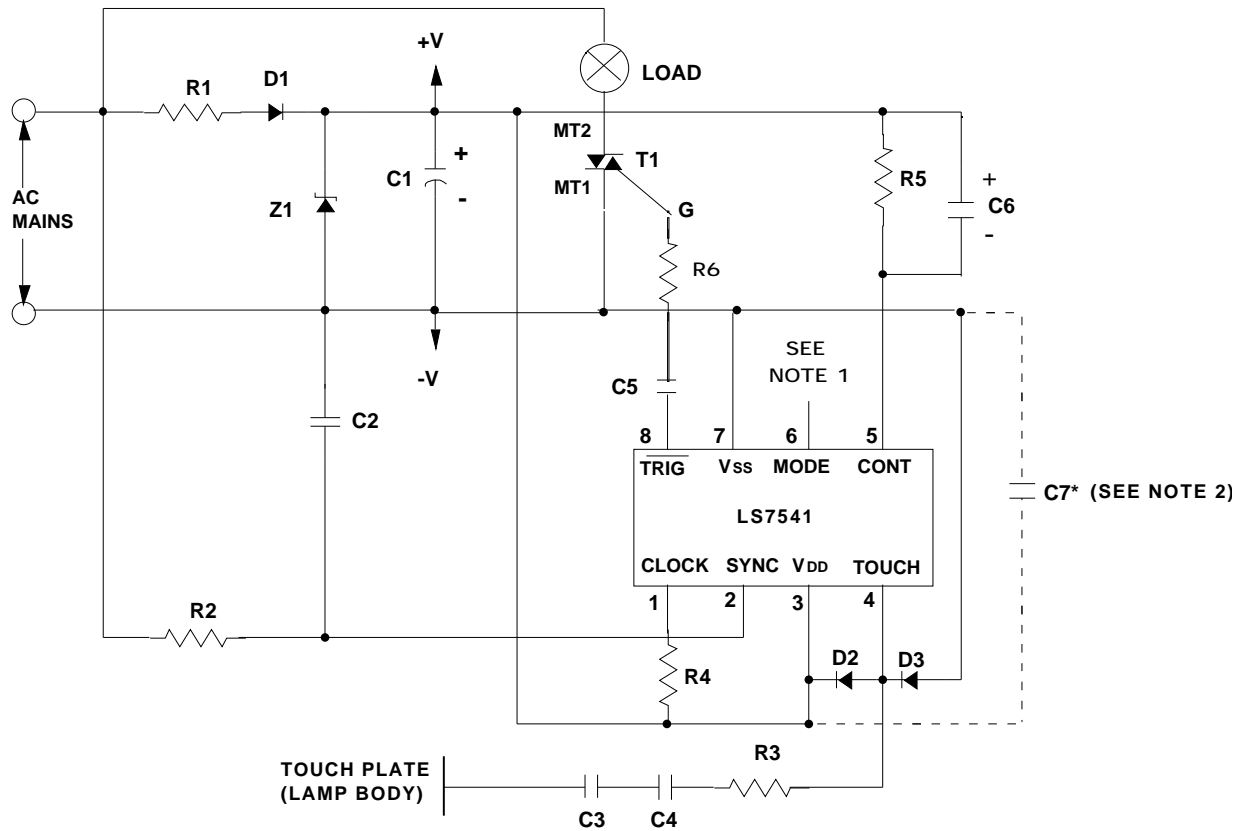 +V
LOAD
R1
D1
MT2
T1
MT1
G
R5
C6
+
-
C1
+
-
Z1
AC
MAINS
R6
-V
SEE
NOTE 1
C5
C2
8
7
6
5
TRIG
VSS
MODE
CONT
LS7541
C7* (SEE NOTE 2)
CLOCK
SYNC
VDD
TOUCH
1
2
3
4
R2
R4
D2
D3
R3
TOUCH PLATE
(LAMP BODY)
C3
C4